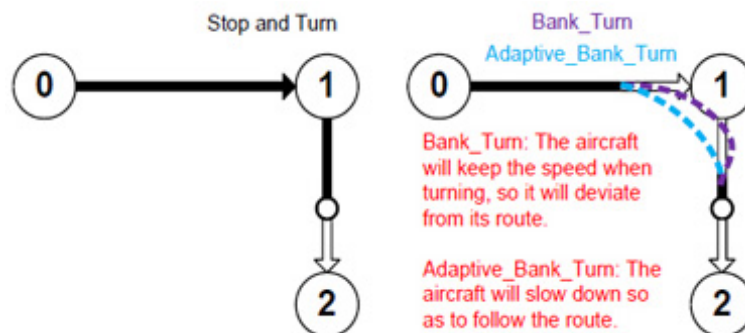 Stop and Turn
0
1
2
Bank_Turn
Adaptive_Bank_Turn
0
1
Bank_Turn: The aircraft
will keep the speed when
turning, so it will deviate
from its route.
Adaptive_Bank_Turn: The
aircraft will slow down so
as to follow the route.
2